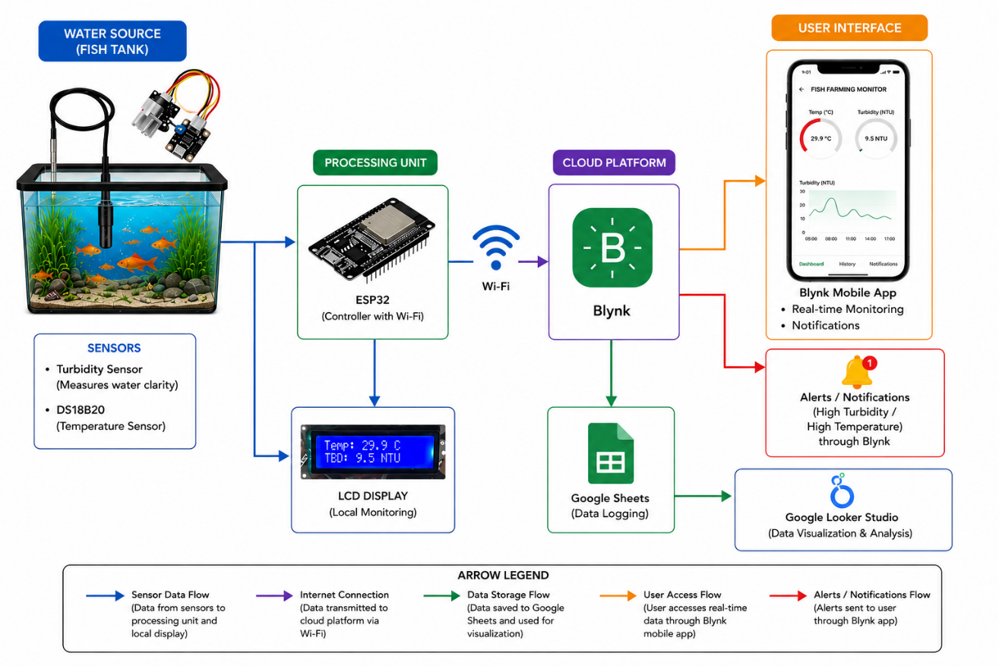 WATER SOURCE
(FISH TANK)
USER INTERFACE
9:01
FISH FARMING MONITOR
Temp (°C)
Turbidity (NTU)
29.9 °C
9.5 NTU
Turbidity (NTU)
30
20
10
0
05:00 08:00 11:00 14:00 17:00
Dashboard History Notifications
Blynk Mobile App
• Real-time Monitoring
• Notifications
PROCESSING UNIT
ESP32
(Controller with Wi-Fi)
Wi-Fi
CLOUD PLATFORM
B
Blynk
SENSORS
• Turbidity Sensor
(Measures water clarity)
• DS18B20
(Temperature Sensor)
Temp: 29.9 C
TBD: 9.5 NTU
LCD DISPLAY
(Local Monitoring)
Google Sheets
(Data Logging)
1
Alerts / Notifications
(High Turbidity /
High Temperature)
through Blynk
Google Looker Studio
(Data Visualization & Analysis)
ARROW LEGEND
Sensor Data Flow
(Data from sensors to
processing unit and
local display)
Internet Connection
(Data transmitted to
cloud platform via
Wi-Fi)
Data Storage Flow
(Data saved to Google
Sheets and used for
visualization)
User Access Flow
(User accesses real-time
data through Blynk
mobile app)
Alerts / Notifications Flow
(Alerts sent to user
through Blynk app)